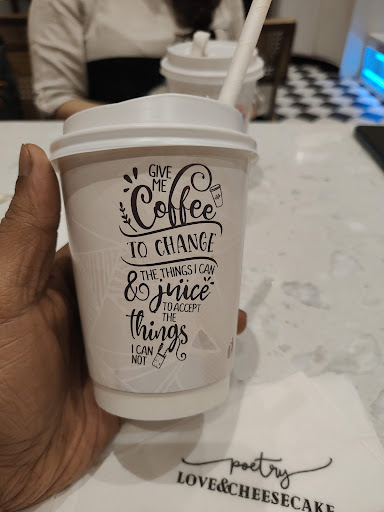 GIVE
ME
Coffee
TO CHANGE
THE THINGS I CAN
& juice
TO ACCEPT
THE
things
I CAN
NOT
poetry
LOVE&CHEESECAKE